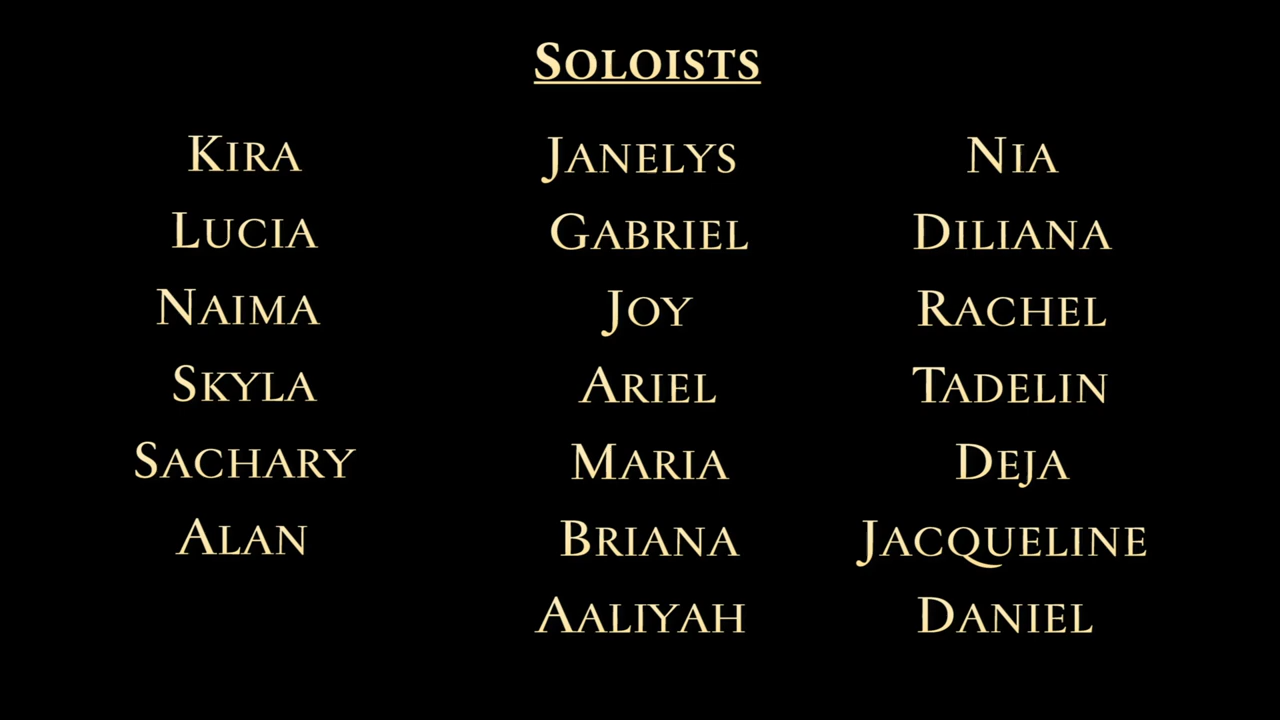 SOLOISTS
KIRA
LUCIA
NAIMA
SKYLA
SACHARY
ALAN
JANELYS
GABRIEL
JOY
ARIEL
MARIA
BRIANA
AALIYAH
NIA
DILIANA
RACHEL
TADELIN
DEJA
JACQUELINE
DANIEL